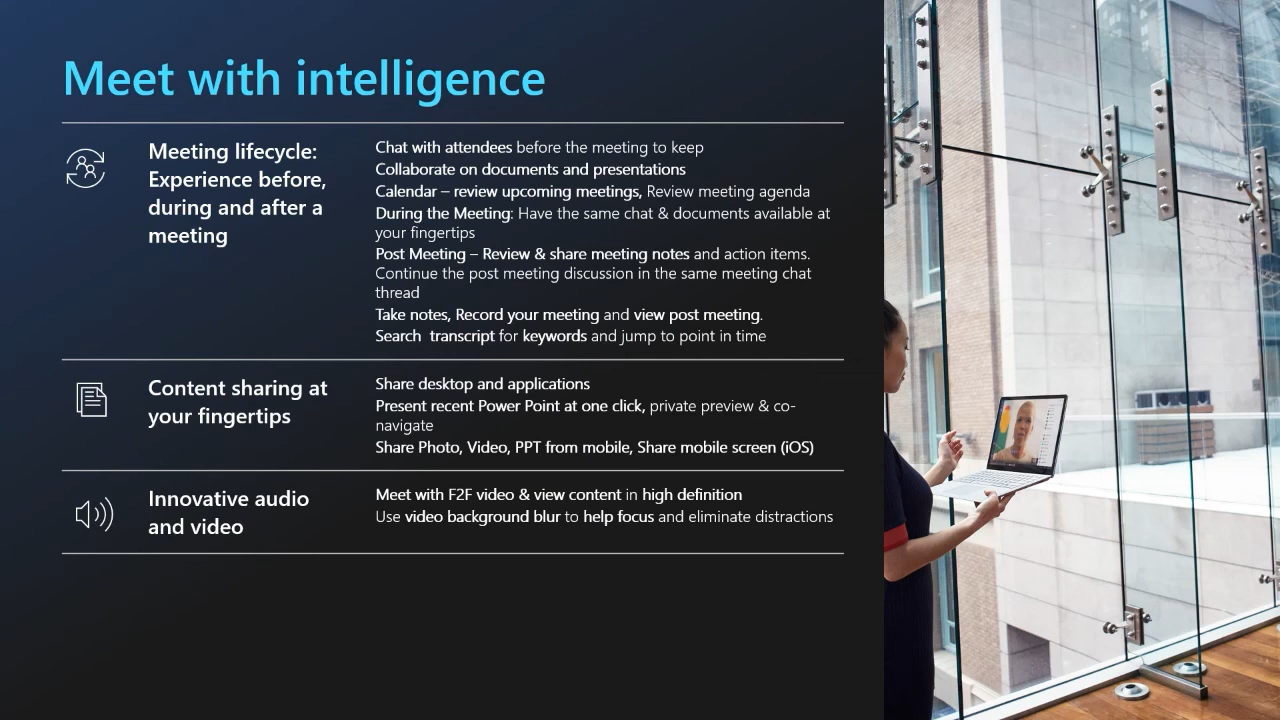 Meet with intelligence
Meeting lifecycle:
Experience before,
during and after a
meeting
Chat with attendees before the meeting to keep
Collaborate on documents and presentations
Calendar – review upcoming meetings, Review meeting agenda
During the Meeting: Have the same chat & documents available at
your fingertips
Post Meeting – Review & share meeting notes and action items.
Continue the post meeting discussion in the same meeting chat
thread
Take notes, Record your meeting and view post meeting.
Search  transcript for keywords and jump to point in time
Content sharing at
your fingertips
Share desktop and applications
Present recent Power Point at one click, private preview & co-
navigate
Share Photo, Video, PPT from mobile, Share mobile screen (iOS)
Innovative audio
and video
Meet with F2F video & view content in high definition
Use video background blur to help focus and eliminate distractions